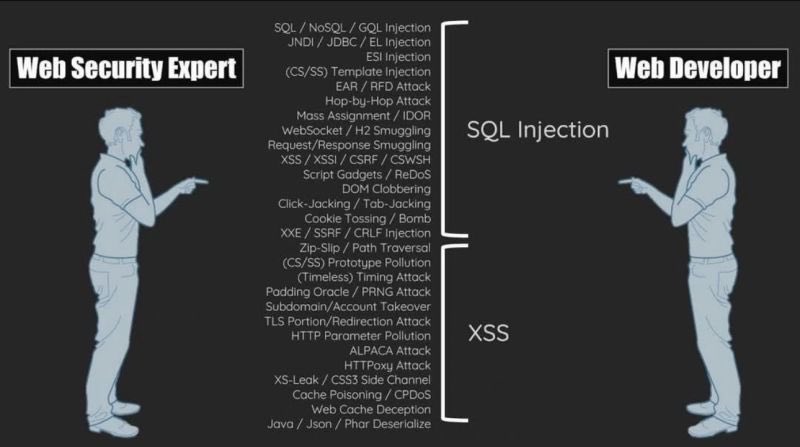 Web Security Expert
SQL / NoSQL / GQL Injection
JNDI / JDBC / EL Injection
ESI Injection
(CS/SS) Template Injection
EAR / RFD Attack
Hop-by-Hop Attack
Mass Assignment / IDOR
WebSocket / H2 Smuggling
Request/Response Smuggling
XSS / XSSI / CSRF / CSWSH
Script Gadgets / ReDoS
DOM Clobbering
Click-Jacking / Tab-Jacking
Cookie Tossing / Bomb
XXE / SSRF / CRLF Injection
Zip-Slip / Path Traversal
(CS/SS) Prototype Pollution
(Timeless) Timing Attack
Padding Oracle / PRNG Attack
Subdomain/Account Takeover
TLS Portion/Redirection Attack
HTTP Parameter Pollution
ALPACA Attack
HTTPoxy Attack
XS-Leak / CSS3 Side Channel
Cache Poisoning / CPDoS
Web Cache Deception
Java / Json / Phar Deserialize
Web Developer
SQL Injection
XSS